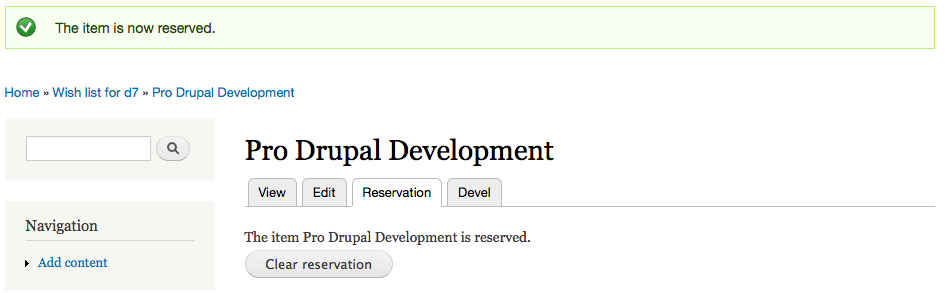 The item is now reserved.
Home » Wish list for d7 » Pro Drupal Development
Pro Drupal Development
View Edit Reservation Devel
Navigation
Add content
The item Pro Drupal Development is reserved.
Clear reservation